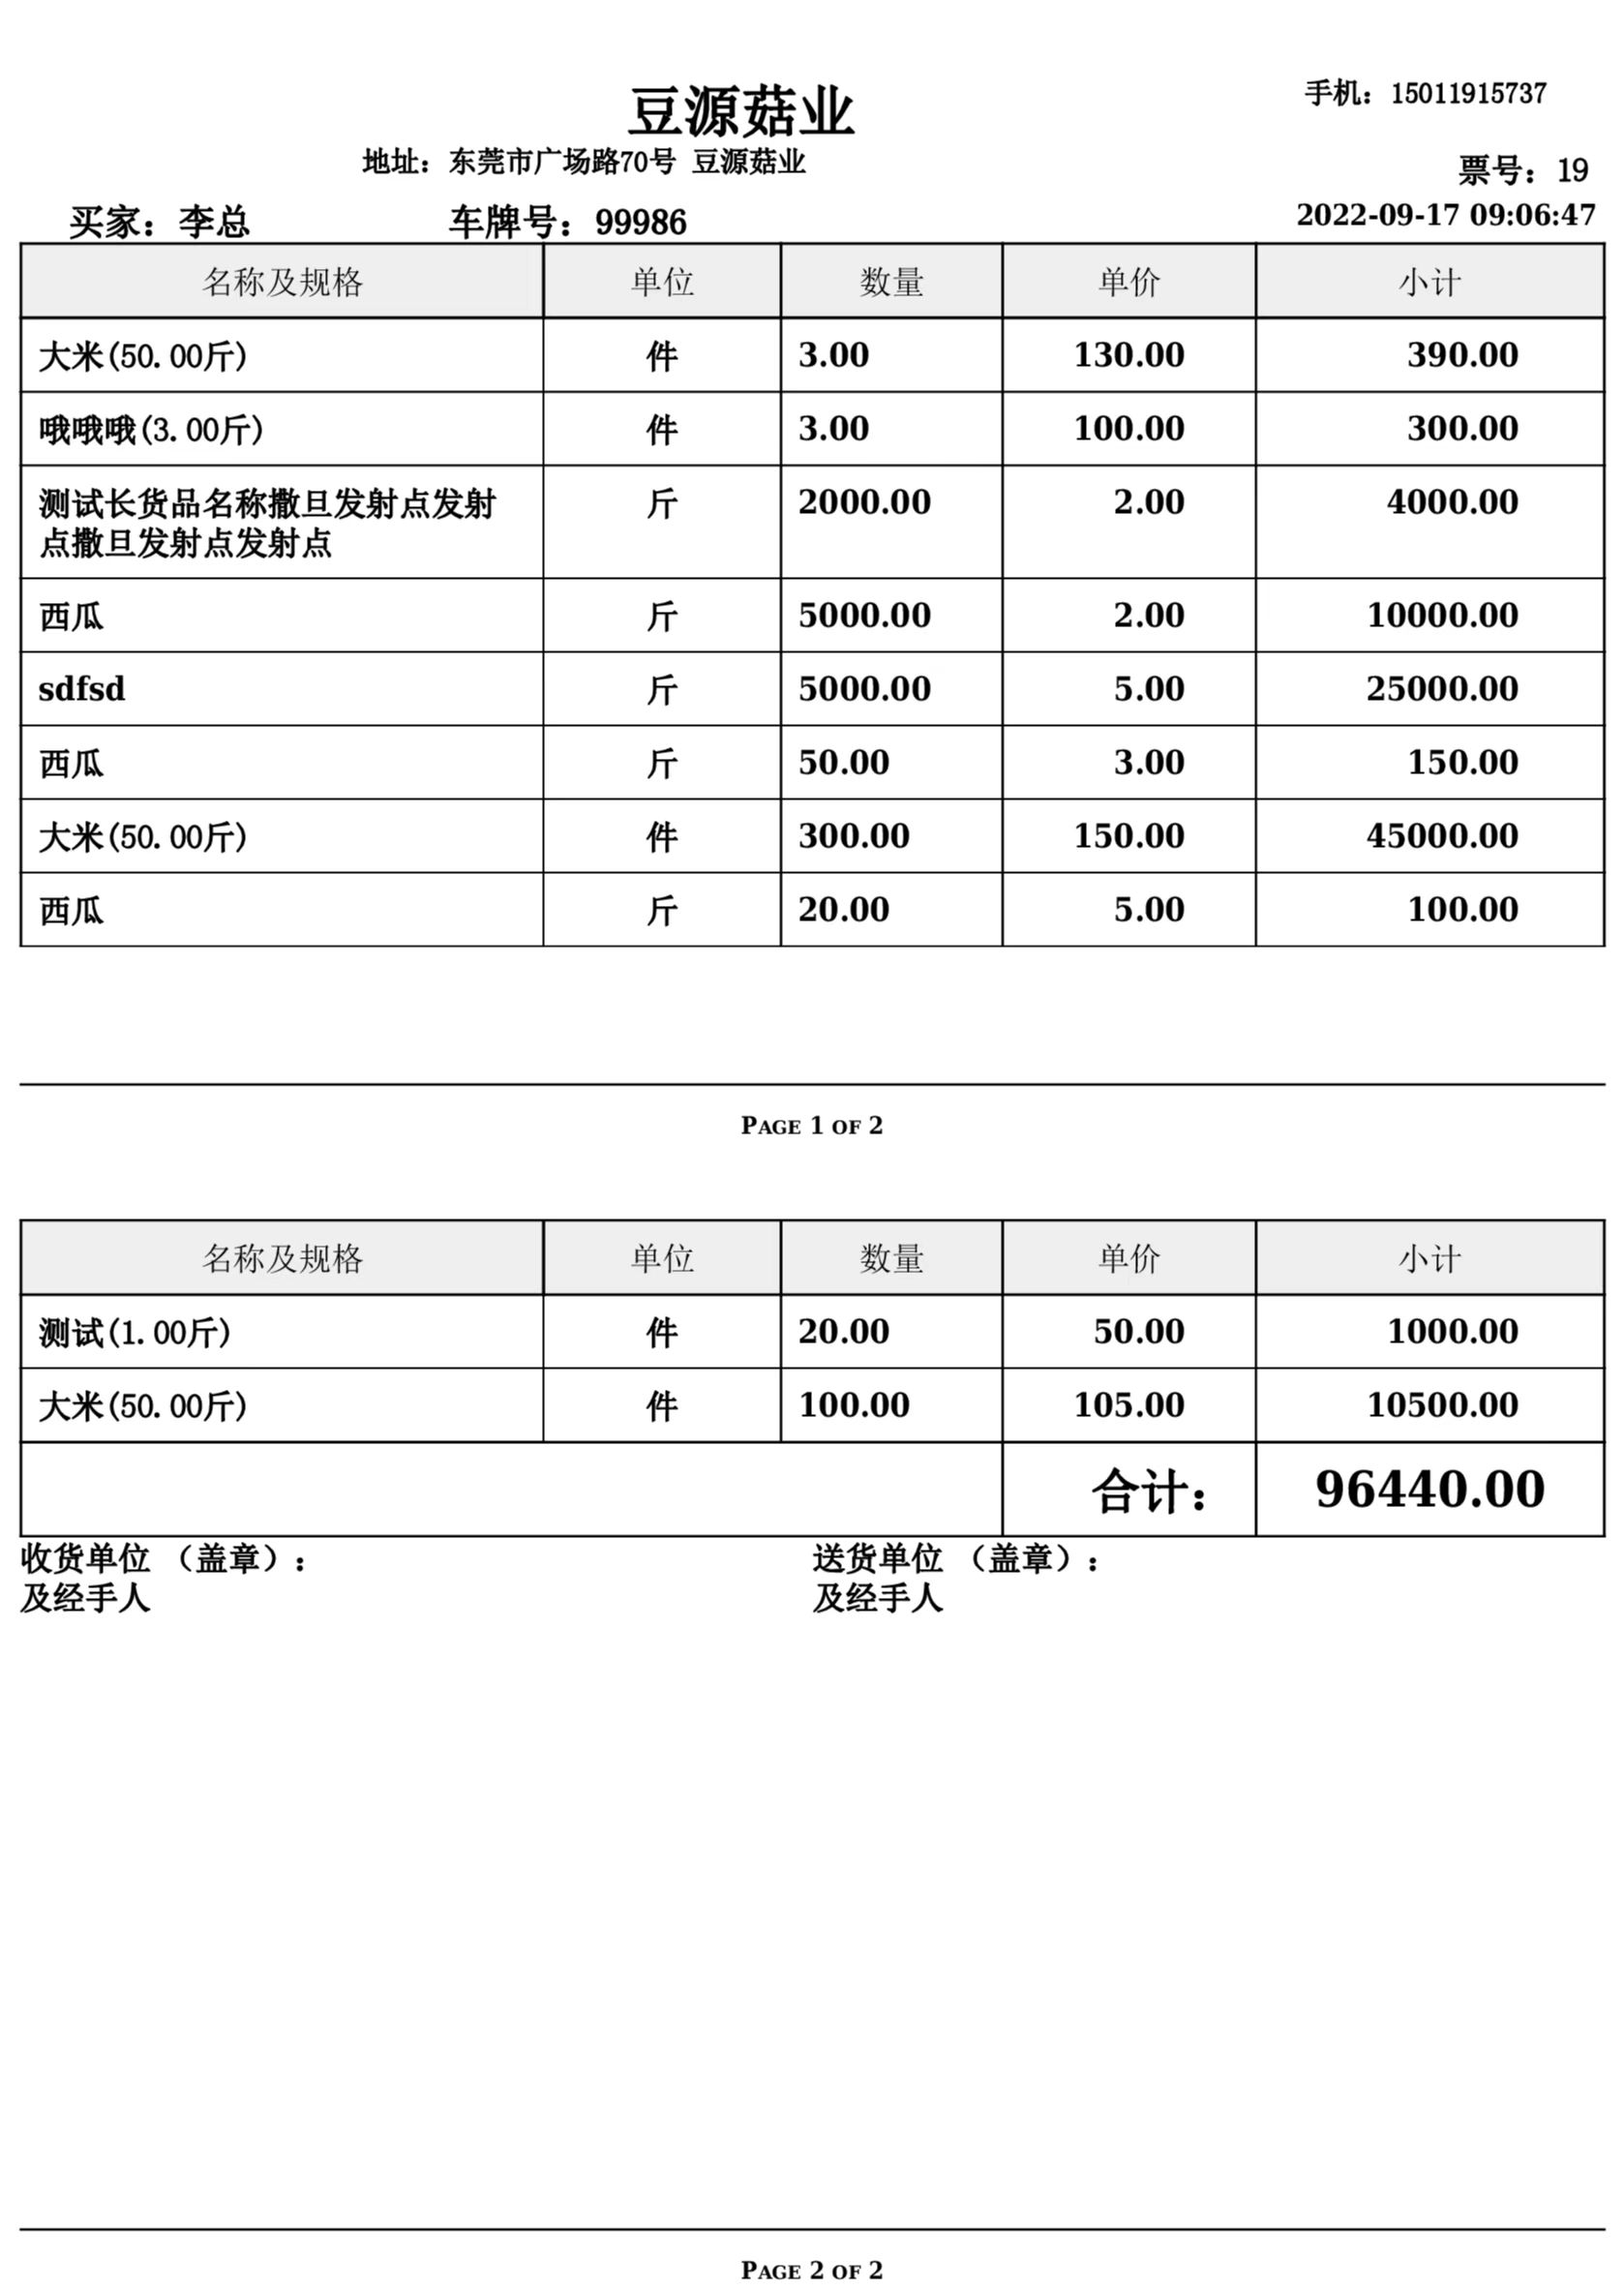 豆源菇业
手机：15011915737
地址：东莞市广场路70号 豆源菇业
票号：19
买家：李总 车牌号：99986 2022-09-17 09:06:47
名称及规格 单位 数量 单价 小计
大米(50.00斤) 件 3.00 130.00 390.00
哦哦哦(3.00斤) 件 3.00 100.00 300.00
测试长货品名称撒旦发射点发射 斤 2000.00 2.00 4000.00
点撒旦发射点发射点
西瓜 斤 5000.00 2.00 10000.00
sdfsd 斤 5000.00 5.00 25000.00
西瓜 斤 50.00 3.00 150.00
大米(50.00斤) 件 300.00 150.00 45000.00
西瓜 斤 20.00 5.00 100.00
PAGE 1 OF 2
名称及规格 单位 数量 单价 小计
测试(1.00斤) 件 20.00 50.00 1000.00
大米(50.00斤) 件 100.00 105.00 10500.00
合计： 96440.00
收货单位 （盖章）： 送货单位 （盖章）：
及经手人 及经手人
PAGE 2 OF 2